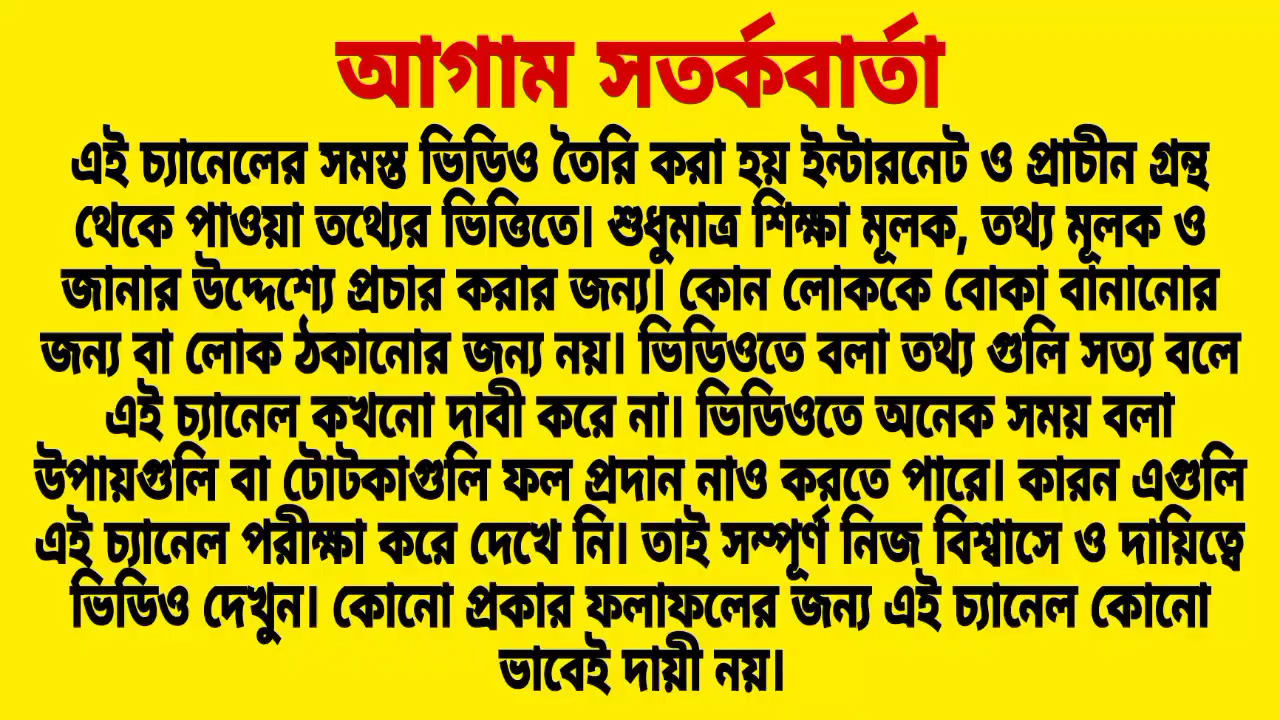 আগাম সতর্কবার্তা
এই চ্যানেলের সমস্ত ভিডিও তৈরি করা হয় ইন্টারনেট ও প্রাচীন গ্রন্থ
থেকে পাওয়া তথ্যের ভিত্তিতে। শুধুমাত্র শিক্ষা মূলক, তথ্য মূলক ও
জানার উদ্দেশ্যে প্রচার করার জন্য। কোন লোককে বোকা বানানোর
জন্য বা লোক ঠকানোর জন্য নয়। ভিডিওতে বলা তথ্য গুলি সত্য বলে
এই চ্যানেল কখনো দাবী করে না। ভিডিওতে অনেক সময় বলা
উপায়গুলি বা টোটকাগুলি ফল প্রদান নাও করতে পারে। কারন এগুলি
এই চ্যানেল পরীক্ষা করে দেখে নি। তাই সম্পূর্ণ নিজ বিশ্বাসে ও দায়িত্বে
ভিডিও দেখুন। কোনো প্রকার ফলাফলের জন্য এই চ্যানেল কোনো
ভাবেই দায়ী নয়।